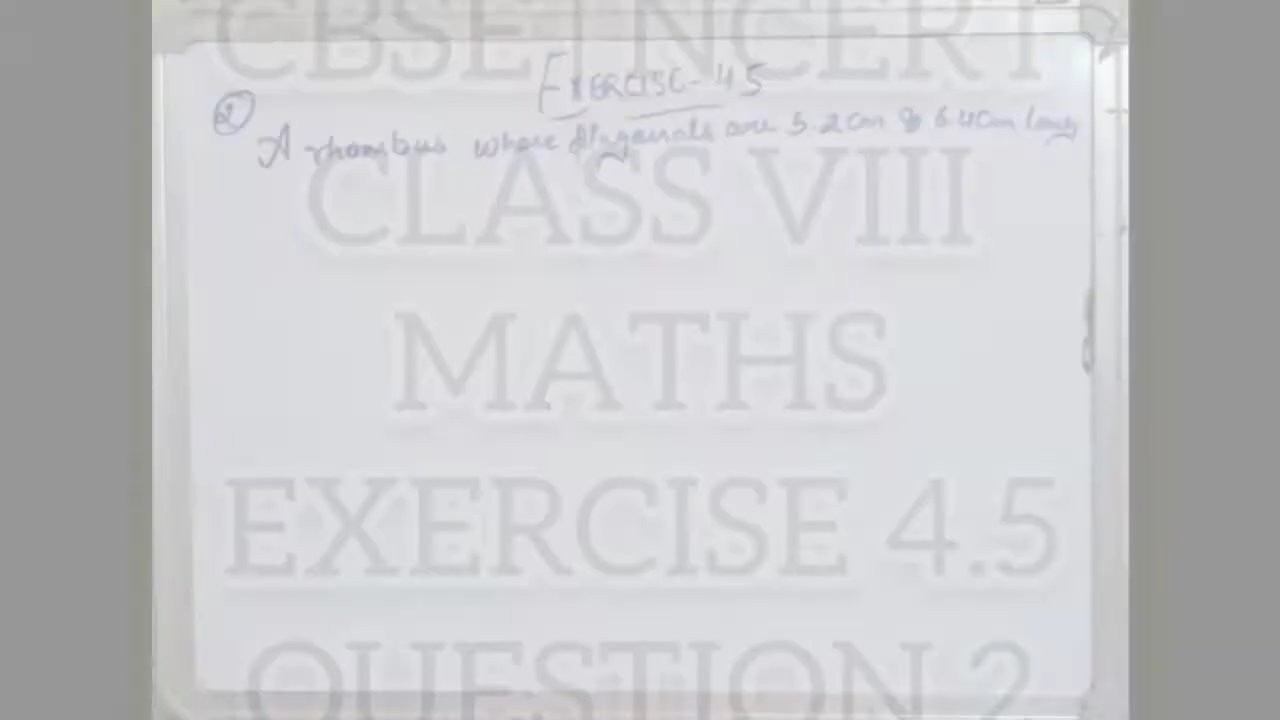 CBSE | NCERT
EXERCISE - 4.5
2
A rhombus whose diagonals are 5.2cm & 6.4cm long
CLASS VIII
MATHS
EXERCISE 4.5
QUESTION 2